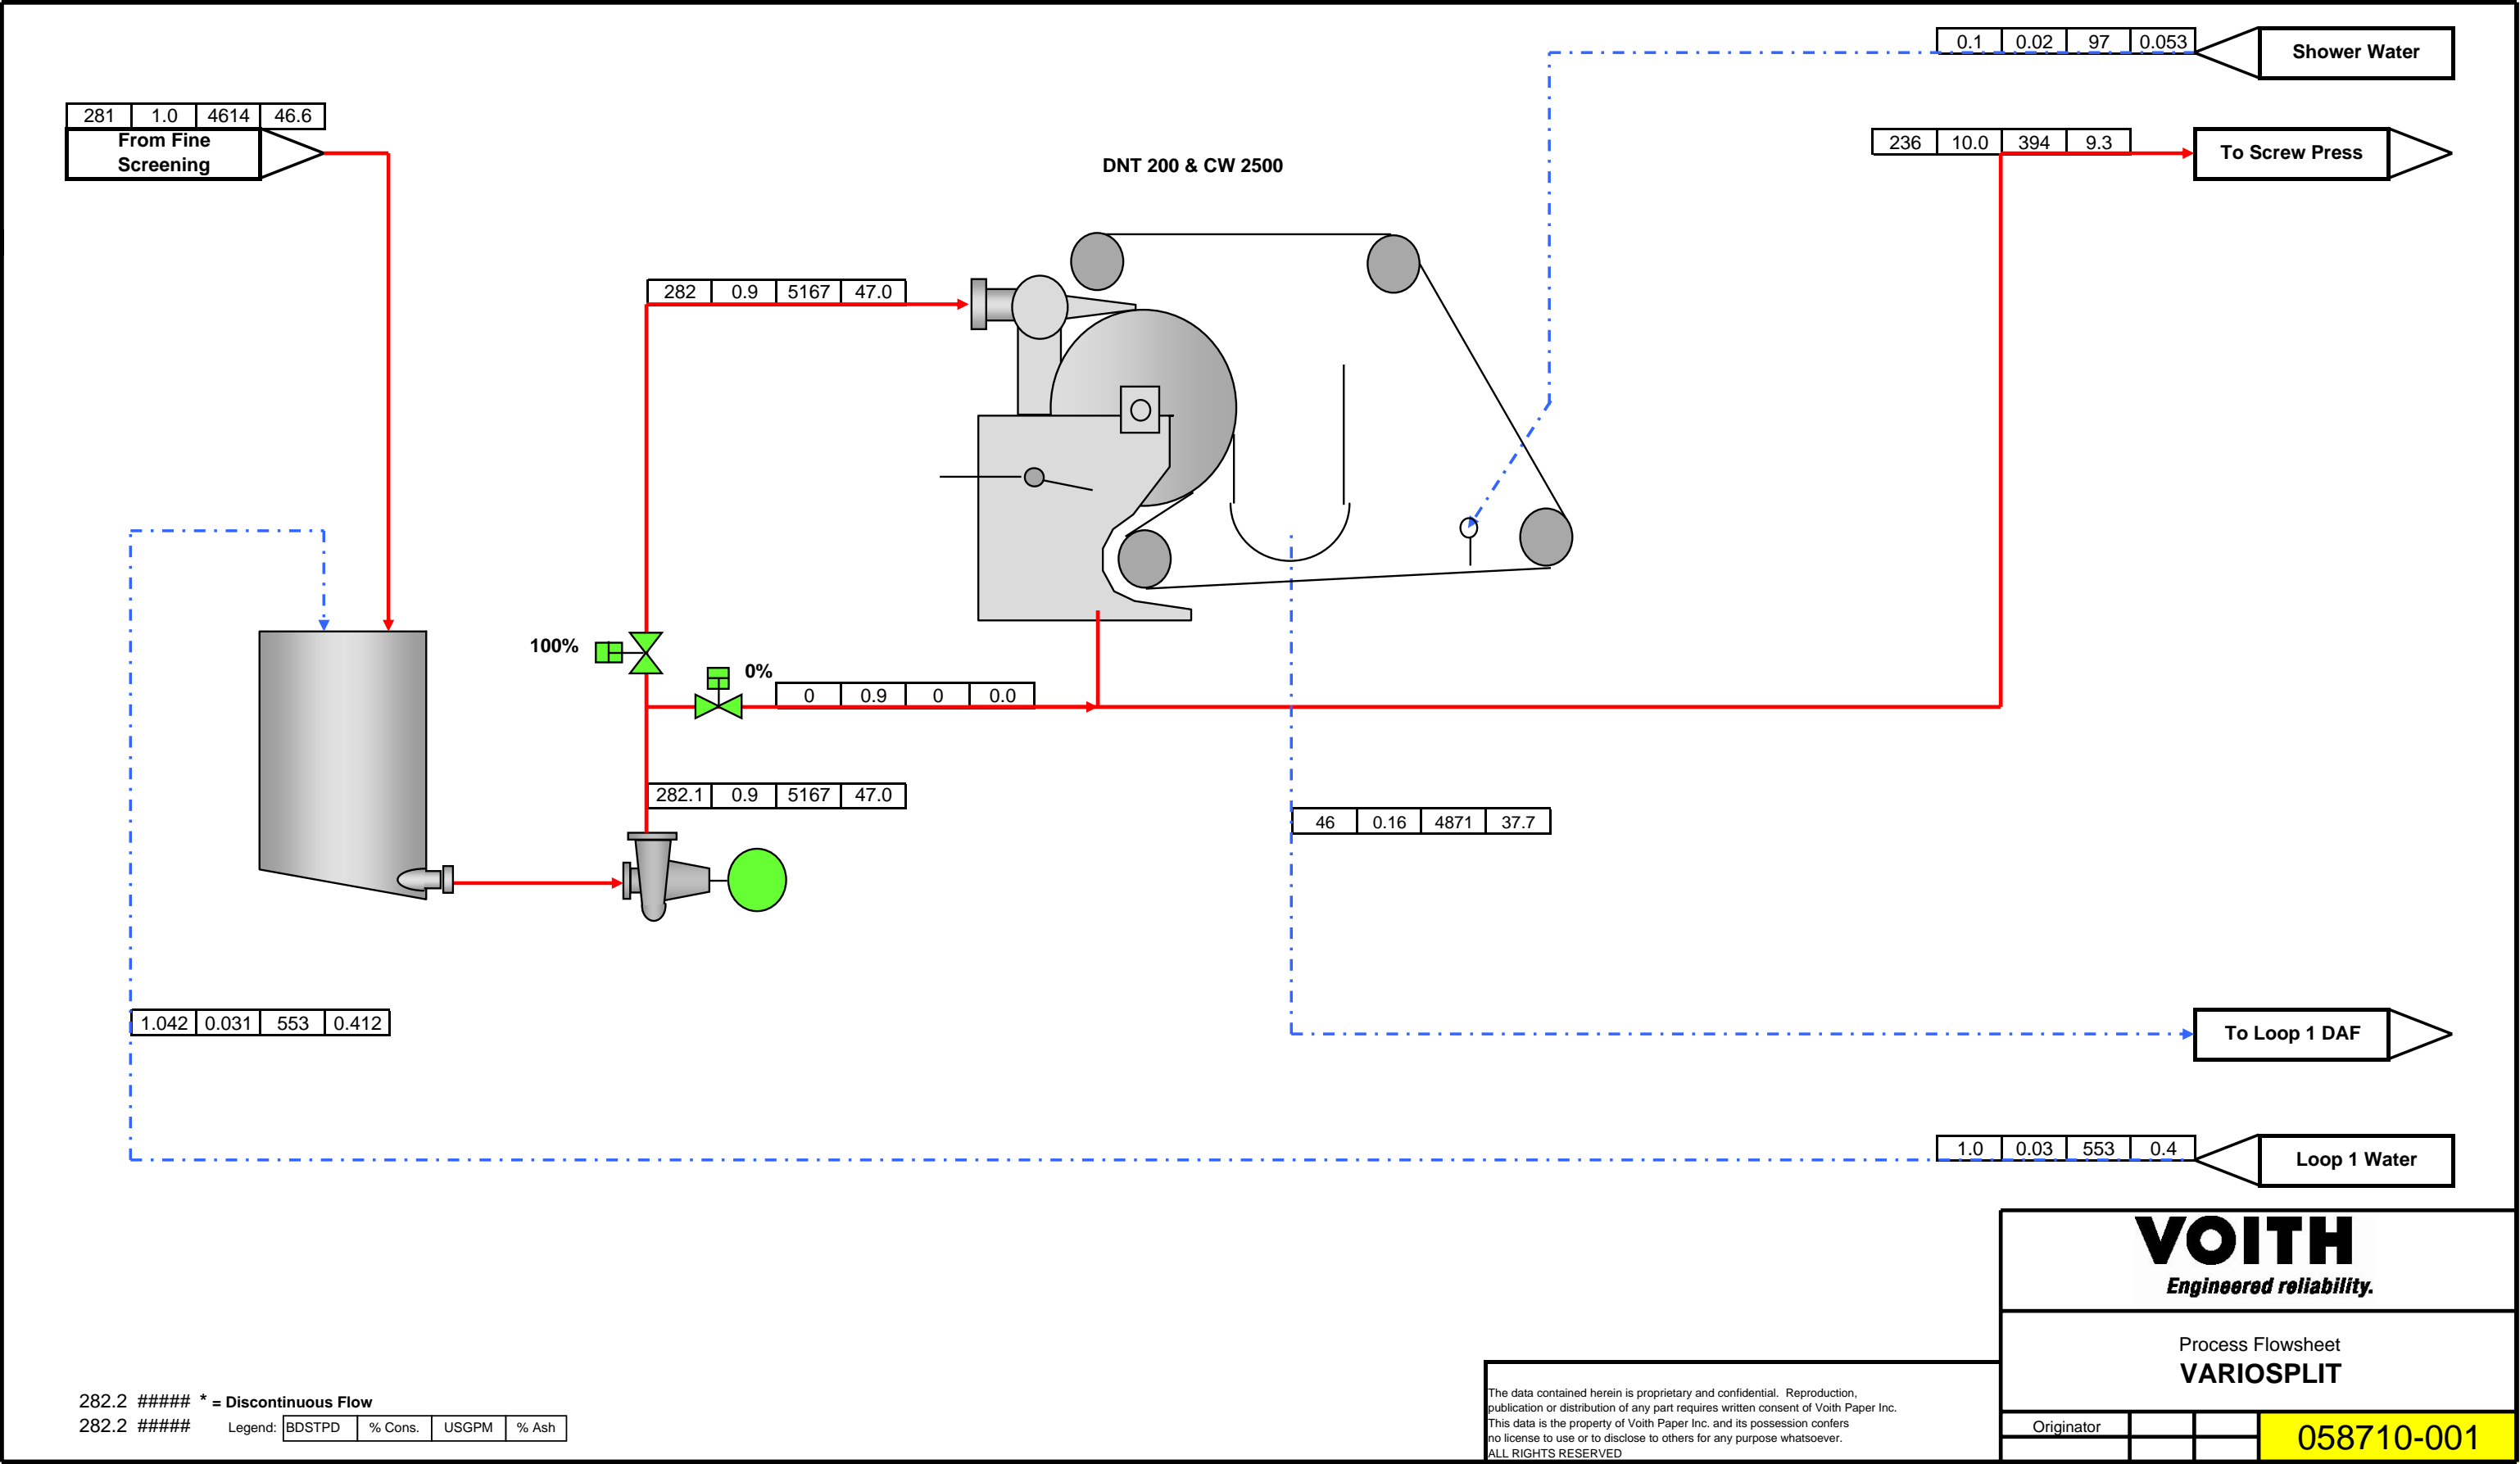 0.1 0.02 97 0.053
Shower Water
281 1.0 4614 46.6
From Fine
Screening
236 10.0 394 9.3
To Screw Press
DNT 200 & CW 2500
282 0.9 5167 47.0
100%
0%
0 0.9 0 0.0
282.1 0.9 5167 47.0
46 0.16 4871 37.7
1.042 0.031 553 0.412
To Loop 1 DAF
1.0 0.03 553 0.4
Loop 1 Water
VOITH
Engineered reliability.
Process Flowsheet
VARIOSPLIT
282.2 ##### * = Discontinuous Flow
282.2 ##### Legend: BDSTPD % Cons. USGPM % Ash
The data contained herein is proprietary and confidential. Reproduction,
publication or distribution of any part requires written consent of Voith Paper Inc.
This data is the property of Voith Paper Inc. and its possession confers
no license to use or to disclose to others for any purpose whatsoever.
ALL RIGHTS RESERVED
Originator
058710-001